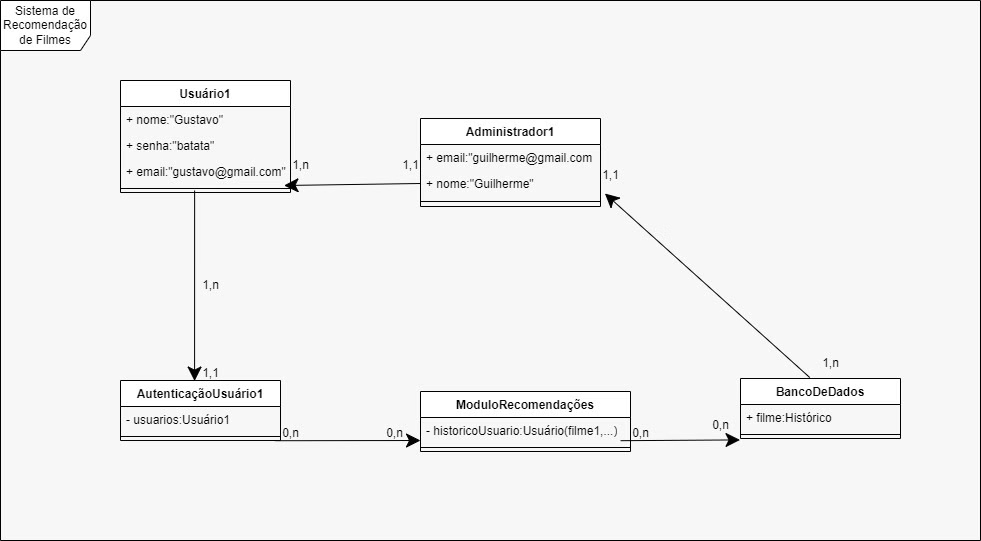 Sistema de
Recomendação
de Filmes
Usuário1
+ nome:"Gustavo"
+ senha:"batata"
+ email:"gustavo@gmail.com"
1,n
1,1
Administrador1
+ email:"guilherme@gmail.com
+ nome:"Guilherme"
1,1
1,n
1,1
1,n
AutenticaçãoUsuário1
- usuarios:Usuário1
0,n
0,n
ModuloRecomendações
- historicoUsuario:Usuário(filme1,...)
0,n
0,n
BancoDeDados
+ filme:Histórico